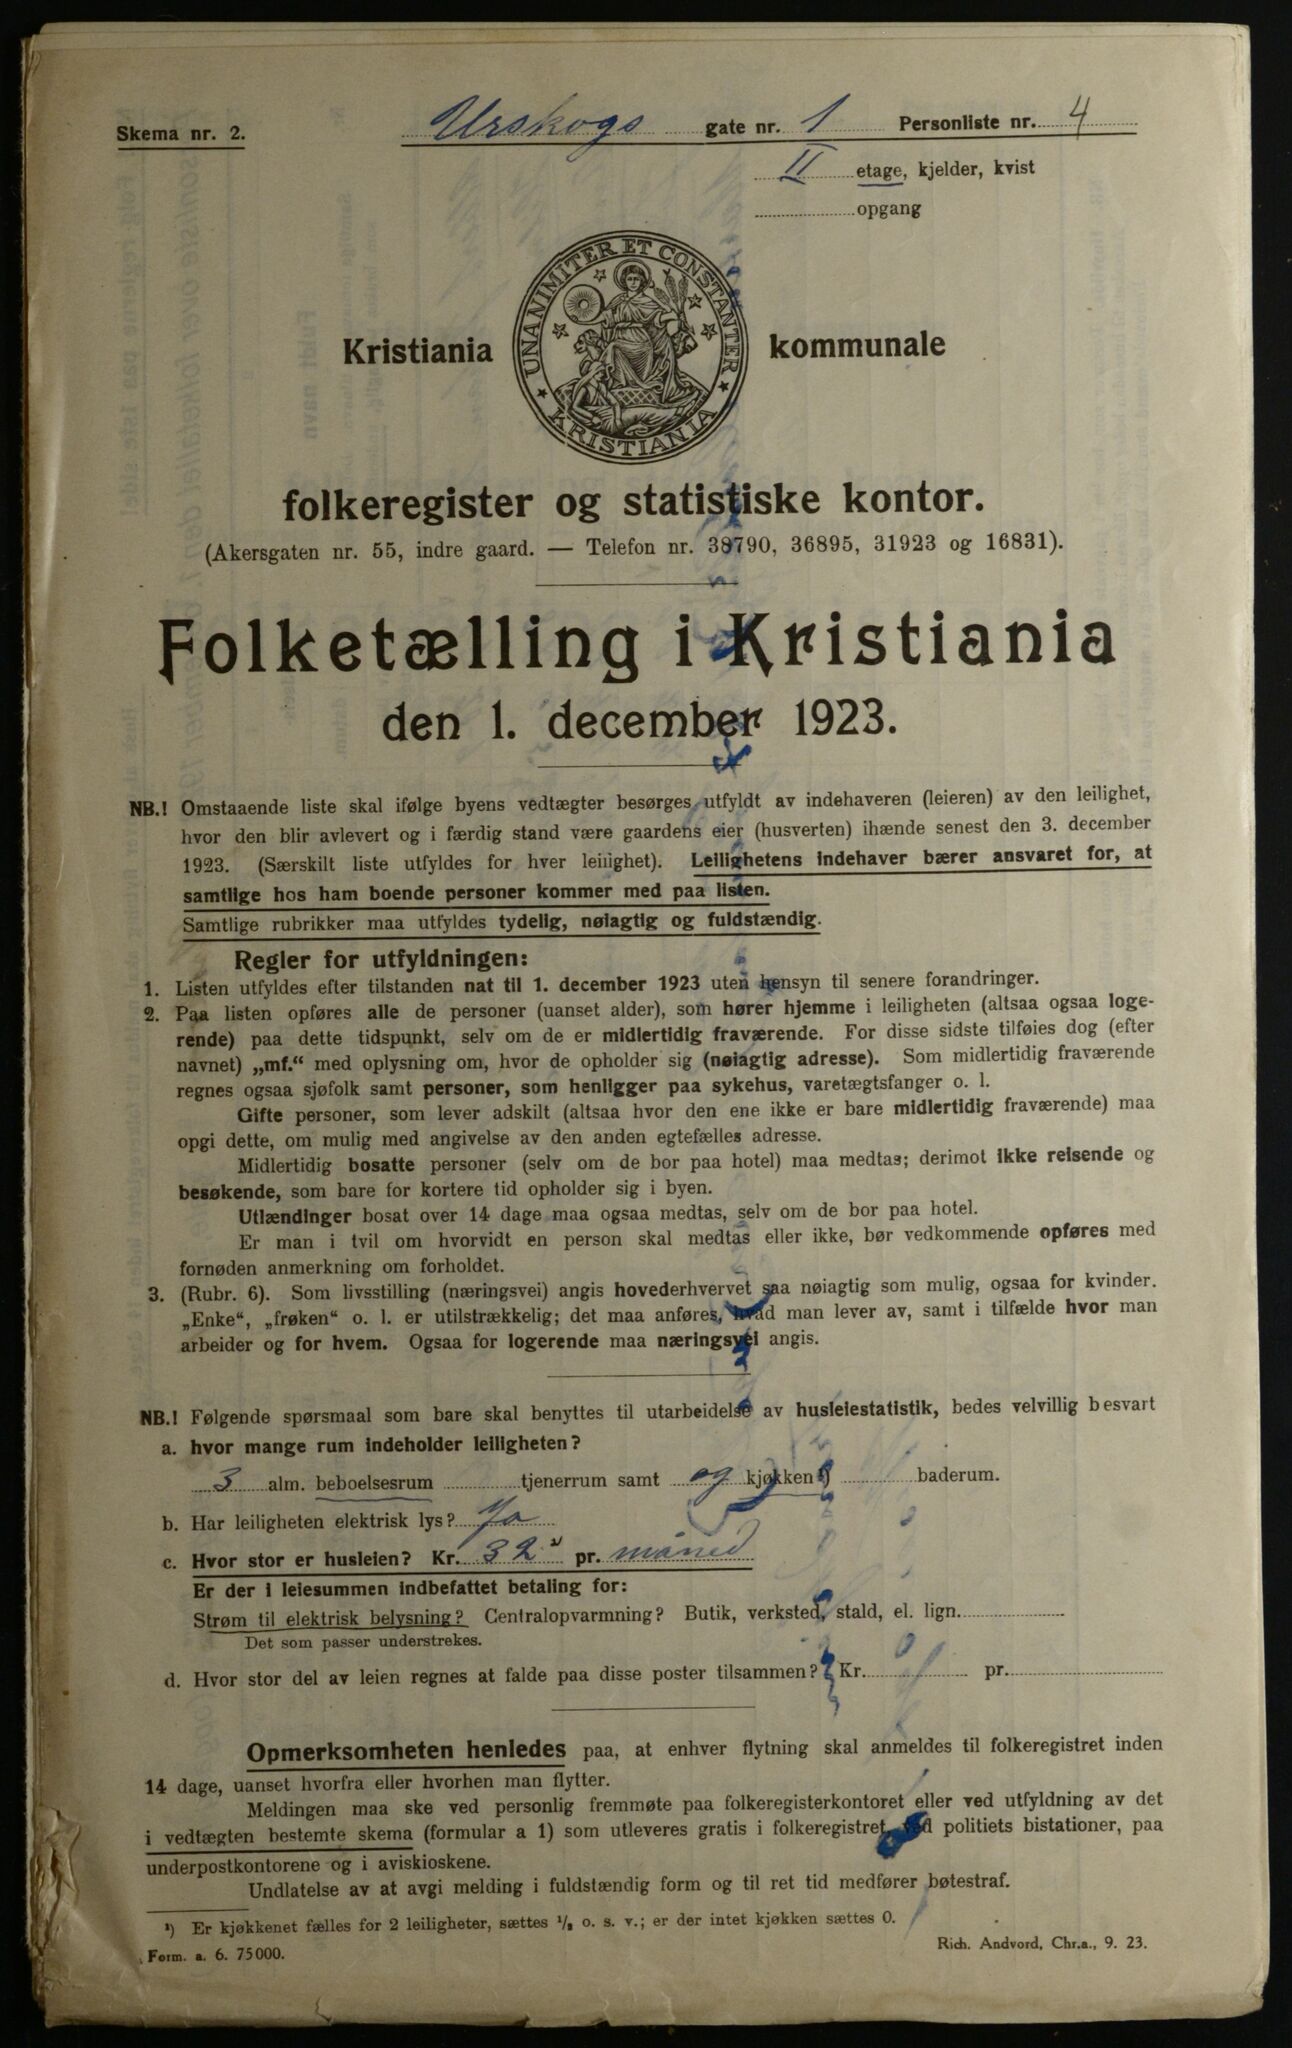 Skema nr. 2.
Urskogs gate nr. 1 Personliste nr. 4
II etage, kjelder, kvist
opgang
UNANIMITER ET CONSTANTER
KRISTIANIA
Kristiania kommunale
folkeregister og statistiske kontor.
(Akersgaten nr. 55, indre gaard. — Telefon nr. 38790, 36895, 31923 og 16831).
Folketælling i Kristiania
den 1. december 1923.
NB.! Omstaaende liste skal ifølge byens vedtægter besørges utfyldt av indehaveren (leieren) av den leilighet,
hvor den blir avlevert og i færdig stand være gaardens eier (husverten) ihænde senest den 3. december
1923. (Særskilt liste utfyldes for hver leilighet). Leilighetens indehaver bærer ansvaret for, at
samtlige hos ham boende personer kommer med paa listen.
Samtlige rubrikker maa utfyldes tydelig, nøiagtig og fuldstændig.
Regler for utfyldningen:
1. Listen utfyldes efter tilstanden nat til 1. december 1923 uten hensyn til senere forandringer.
2. Paa listen opføres alle de personer (uanset alder), som hører hjemme i leiligheten (altsaa ogsaa loge-
rende) paa dette tidspunkt, selv om de er midlertidig fraværende. For disse sidste tilføies dog (efter
navnet) „mf.“ med oplysning om, hvor de opholder sig (nøiagtig adresse). Som midlertidig fraværende
regnes ogsaa sjøfolk samt personer, som henligger paa sykehus, varetægtsfanger o. l.
Gifte personer, som lever adskilt (altsaa hvor den ene ikke er bare midlertidig fraværende) maa
opgi dette, om mulig med angivelse av den anden egtefælles adresse.
Midlertidig bosatte personer (selv om de bor paa hotel) maa medtas; derimot ikke reisende og
besøkende, som bare for kortere tid opholder sig i byen.
Utlændinger bosat over 14 dage maa ogsaa medtas, selv om de bor paa hotel.
Er man i tvil om hvorvidt en person skal medtas eller ikke, bør vedkommende opføres med
fornøden anmerkning om forholdet.
3. (Rubr. 6). Som livsstilling (næringsvei) angis hovederhvervet saa nøiagtig som mulig, ogsaa for kvinder.
„Enke“, „frøken“ o. l. er utilstrækkelig; det maa anføres, hvad man lever av, samt i tilfælde hvor man
arbeider og for hvem. Ogsaa for logerende maa næringsvei angis.
NB.! Følgende spørsmaal som bare skal benyttes til utarbeidelse av husleiestatistik, bedes velvillig besvart
a. hvor mange rum indeholder leiligheten?
3 alm. beboelsesrum tjenerrum samt og kjøkken ¹) baderum.
b. Har leiligheten elektrisk lys? Ja
c. Hvor stor er husleien? Kr. 32 pr. måned
Er der i leiesummen indbefattet betaling for:
Strøm til elektrisk belysning? Centralopvarmning? Butik, verksted, stald, el. lign.
Det som passer understrekes.
d. Hvor stor del av leien regnes at falde paa disse poster tilsammen? Kr. pr.
Opmerksomheten henledes paa, at enhver flytning skal anmeldes til folkeregistret inden
14 dage, uanset hvorfra eller hvorhen man flytter.
Meldingen maa ske ved personlig fremmøte paa folkeregisterkontoret eller ved utfyldning av det
i vedtægten bestemte skema (formular a 1) som utleveres gratis i folkeregistret, ved politiets bistationer, paa
underpostkontorene og i aviskioskene.
Undlatelse av at avgi melding i fuldstændig form og til ret tid medfører bøtestraf.
¹) Er kjøkkenet fælles for 2 leiligheter, sættes ½ o. s. v.; er der intet kjøkken sættes 0.
Form. a. 6. 75000.
Rich. Andvord, Chr.a., 9. 23.